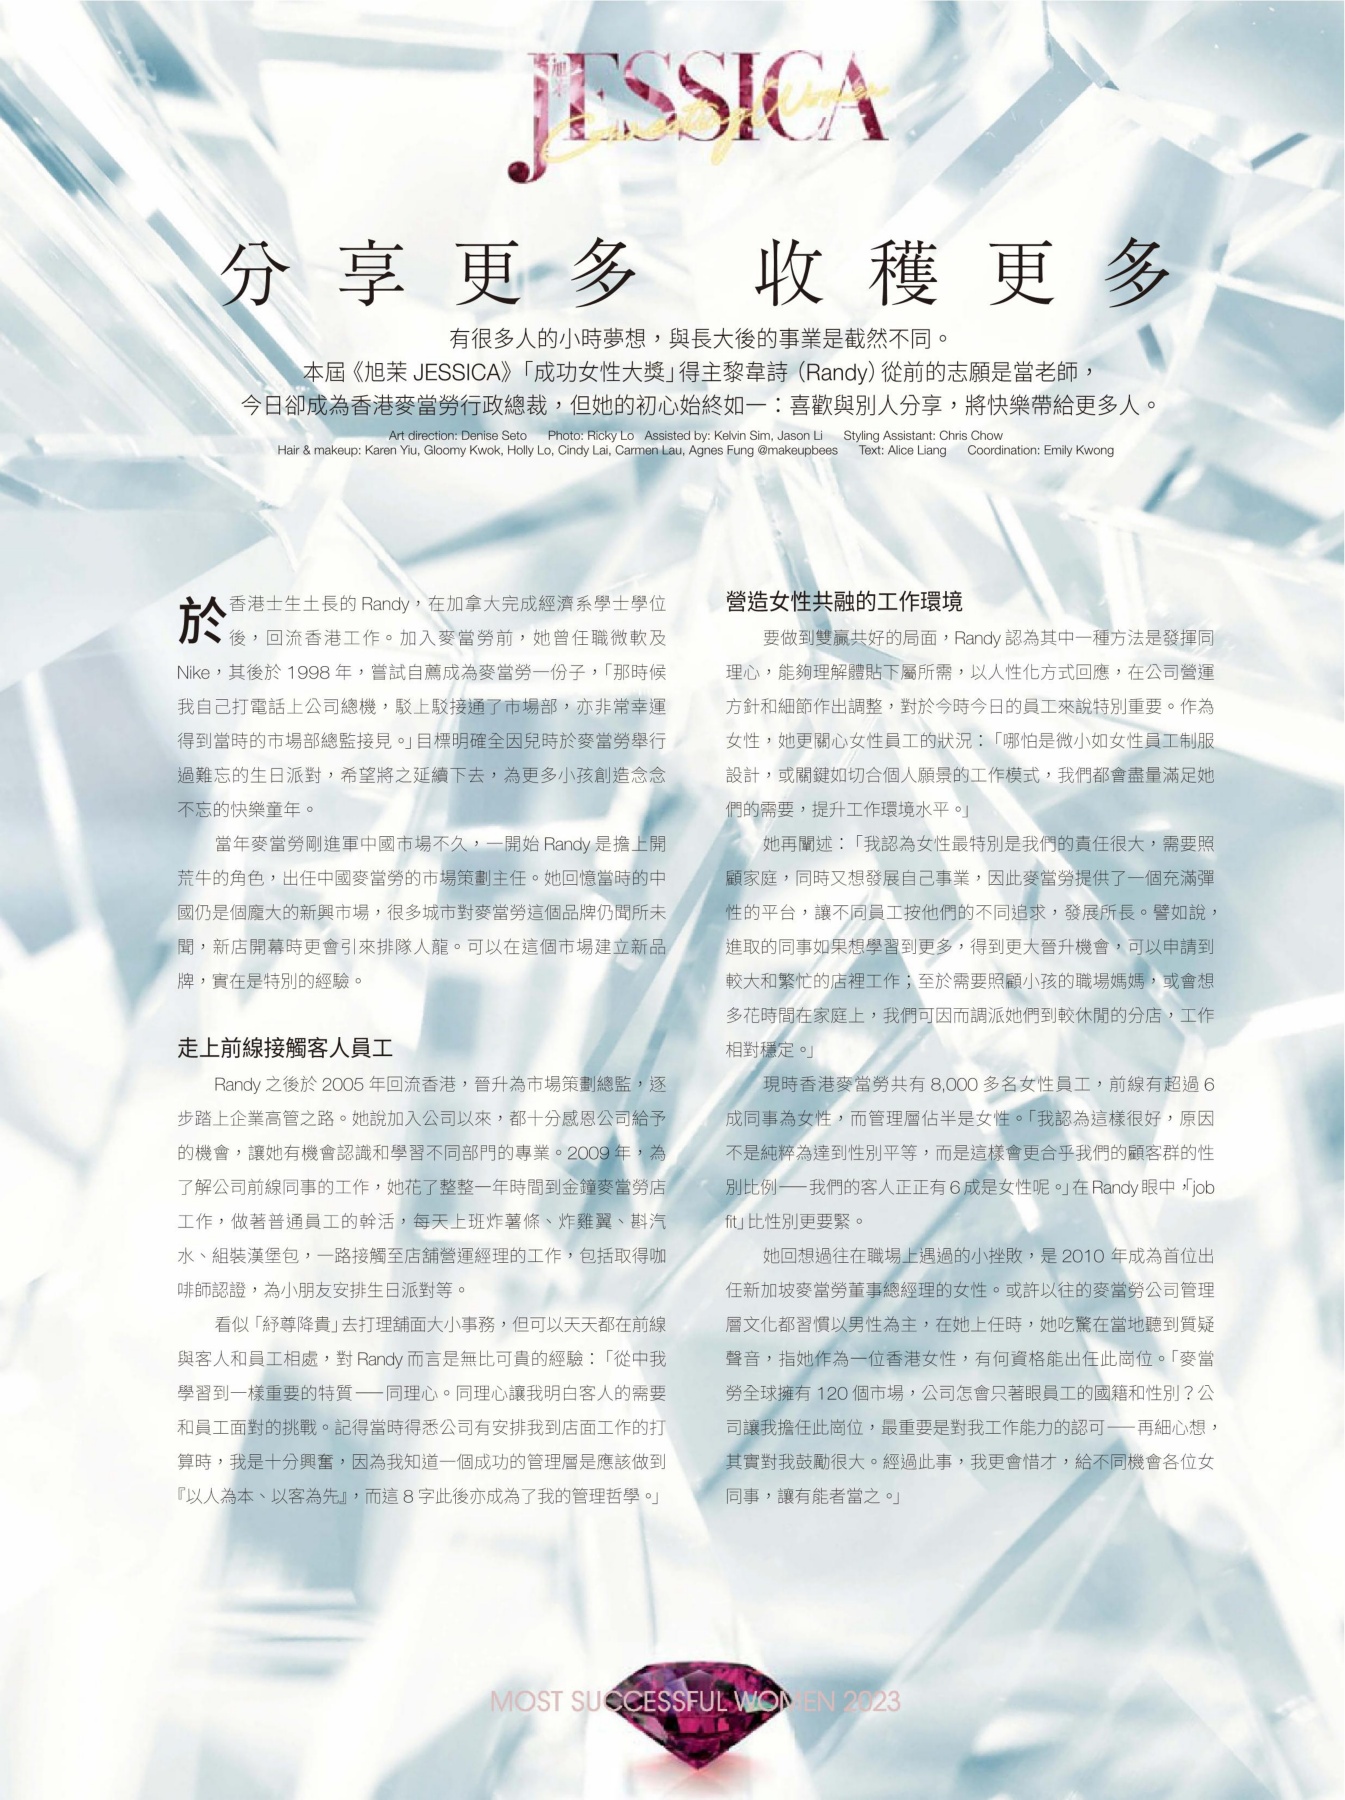 旭茉
JESSICA
Connecting Women
分享更多 收穫更多
有很多人的小時夢想，與長大後的事業是截然不同。
本屆《旭茉 JESSICA》「成功女性大獎」得主黎韋詩（Randy）從前的志願是當老師，
今日卻成為香港麥當勞行政總裁，但她的初心始終如一：喜歡與別人分享，將快樂帶給更多人。
Art direction: Denise Seto Photo: Ricky Lo Assisted by: Kelvin Sim, Jason Li Styling Assistant: Chris Chow
Hair & makeup: Karen Yiu, Gloomy Kwok, Holly Lo, Cindy Lai, Carmen Lau, Agnes Fung @makeupbees Text: Alice Liang Coordination: Emily Kwong
於香港士生土長的 Randy，在加拿大完成經濟系學士學位
後，回流香港工作。加入麥當勞前，她曾任職微軟及
Nike，其後於 1998 年，嘗試自薦成為麥當勞一份子，「那時候
我自己打電話上公司總機，駁上駁接通了市場部，亦非常幸運
得到當時的市場部總監接見。」目標明確全因兒時於麥當勞舉行
過難忘的生日派對，希望將之延續下去，為更多小孩創造念念
不忘的快樂童年。
當年麥當勞剛進軍中國市場不久，一開始 Randy 是擔上開
荒牛的角色，出任中國麥當勞的市場策劃主任。她回憶當時的中
國仍是個龐大的新興市場，很多城市對麥當勞這個品牌仍聞所未
聞，新店開幕時更會引來排隊人龍。可以在這個市場建立新品
牌，實在是特別的經驗。
走上前線接觸客人員工
Randy 之後於 2005 年回流香港，晉升為市場策劃總監，逐
步踏上企業高管之路。她說加入公司以來，都十分感恩公司給予
的機會，讓她有機會認識和學習不同部門的專業。2009 年，為
了解公司前線同事的工作，她花了整整一年時間到金鐘麥當勞店
工作，做著普通員工的幹活，每天上班炸薯條、炸雞翼、斟汽
水、組裝漢堡包，一路接觸至店舖營運經理的工作，包括取得咖
啡師認證，為小朋友安排生日派對等。
看似「紓尊降貴」去打理舖面大小事務，但可以天天都在前線
與客人和員工相處，對 Randy 而言是無比可貴的經驗：「從中我
學習到一樣重要的特質——同理心。同理心讓我明白客人的需要
和員工面對的挑戰。記得當時得悉公司有安排我到店面工作的打
算時，我是十分興奮，因為我知道一個成功的管理層是應該做到
『以人為本、以客為先』，而這 8 字此後亦成為了我的管理哲學。」
營造女性共融的工作環境
要做到雙贏共好的局面，Randy 認為其中一種方法是發揮同
理心，能夠理解體貼下屬所需，以人性化方式回應，在公司營運
方針和細節作出調整，對於今時今日的員工來說特別重要。作為
女性，她更關心女性員工的狀況：「哪怕是微小如女性員工制服
設計，或關鍵如切合個人願景的工作模式，我們都會盡量滿足她
們的需要，提升工作環境水平。」
她再闡述：「我認為女性最特別是我們的責任很大，需要照
顧家庭，同時又想發展自己事業，因此麥當勞提供了一個充滿彈
性的平台，讓不同員工按他們的不同追求，發展所長。譬如說，
進取的同事如果想學習到更多，得到更大晉升機會，可以申請到
較大和繁忙的店裡工作；至於需要照顧小孩的職場媽媽，或會想
多花時間在家庭上，我們可因而調派她們到較休閒的分店，工作
相對穩定。」
現時香港麥當勞共有 8,000 多名女性員工，前線有超過 6
成同事為女性，而管理層佔半是女性。「我認為這樣很好，原因
不是純粹為達到性別平等，而是這樣會更合乎我們的顧客群的性
別比例——我們的客人正正有 6 成是女性呢。」在 Randy 眼中，「job
fit」比性別更要緊。
她回想過往在職場上遇過的小挫敗，是 2010 年成為首位出
任新加坡麥當勞董事總經理的女性。或許以往的麥當勞公司管理
層文化都習慣以男性為主，在她上任時，她吃驚在當地聽到質疑
聲音，指她作為一位香港女性，有何資格能出任此崗位。「麥當
勞全球擁有 120 個市場，公司怎會只著眼員工的國籍和性別？公
司讓我擔任此崗位，最重要是對我工作能力的認可——再細心想，
其實對我鼓勵很大。經過此事，我更會惜才，給不同機會各位女
同事，讓有能者當之。」
MOST SUCCESSFUL WOMEN 2023